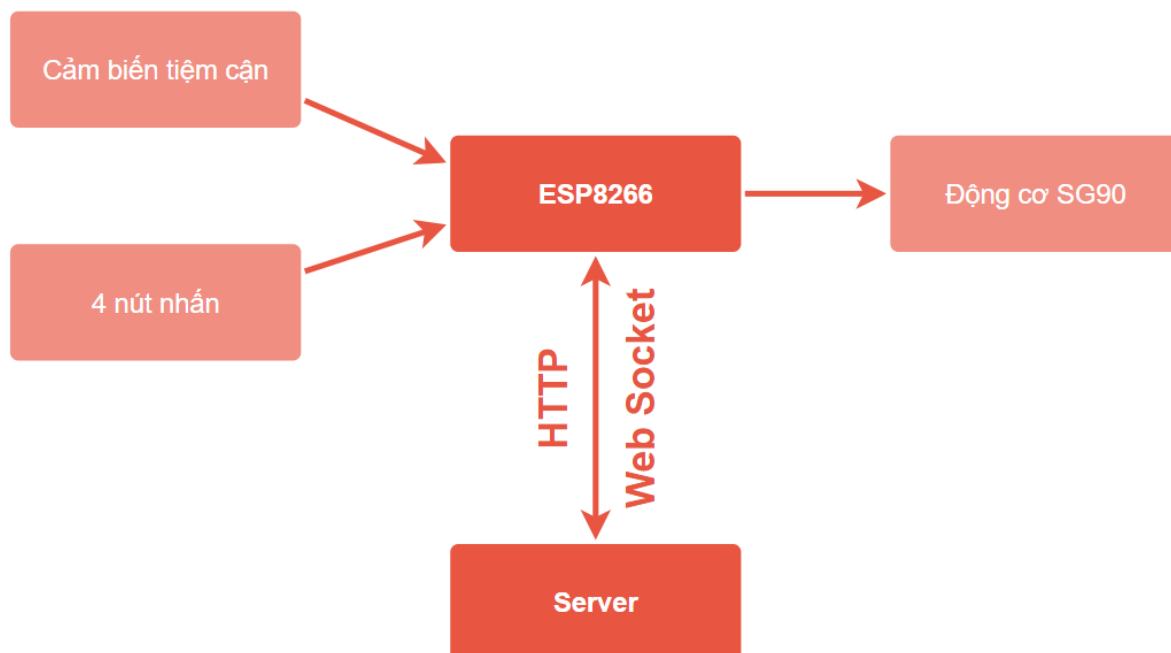 Cảm biến tiệm cận
ESP8266
Động cơ SG90
4 nút nhấn
HTTP
Web Socket
Server